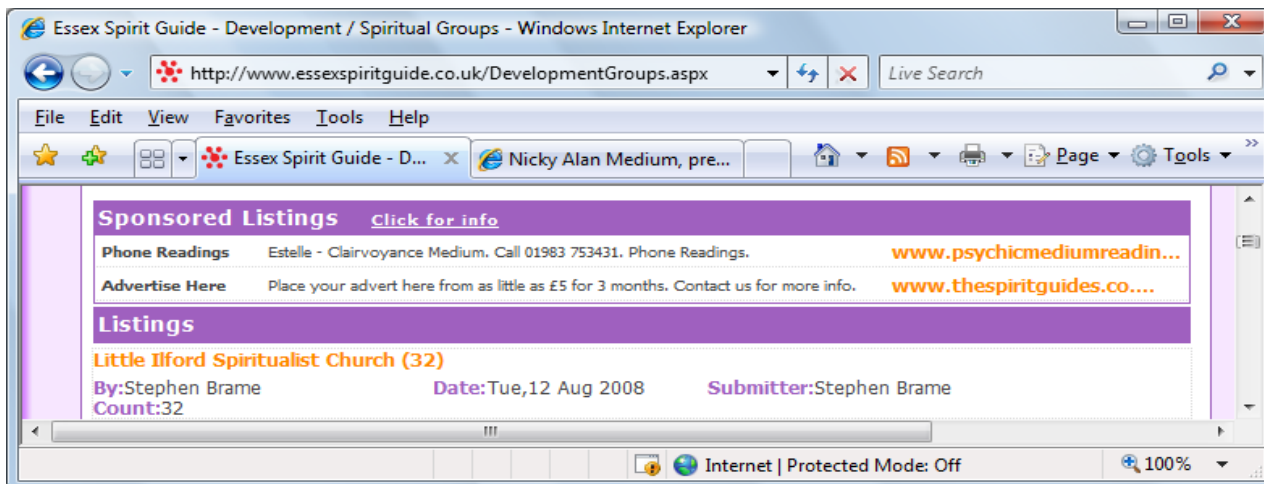 Essex Spirit Guide - Development / Spiritual Groups - Windows Internet Explorer
http://www.essexspiritguide.co.uk/DevelopmentGroups.aspx Live Search
File Edit View Favorites Tools Help
Essex Spirit Guide - D... Nicky Alan Medium, pre... Page Tools
Sponsored Listings Click for info
Phone Readings Estelle - Clairvoyance Medium. Call 01983 753431. Phone Readings. www.psychicmediumreadin...
Advertise Here Place your advert here from as little as £5 for 3 months. Contact us for more info. www.thespiritguides.co....
Listings
Little Ilford Spiritualist Church (32)
By:Stephen Brame Date:Tue,12 Aug 2008 Submitter:Stephen Brame
Count:32
Internet | Protected Mode: Off 100%